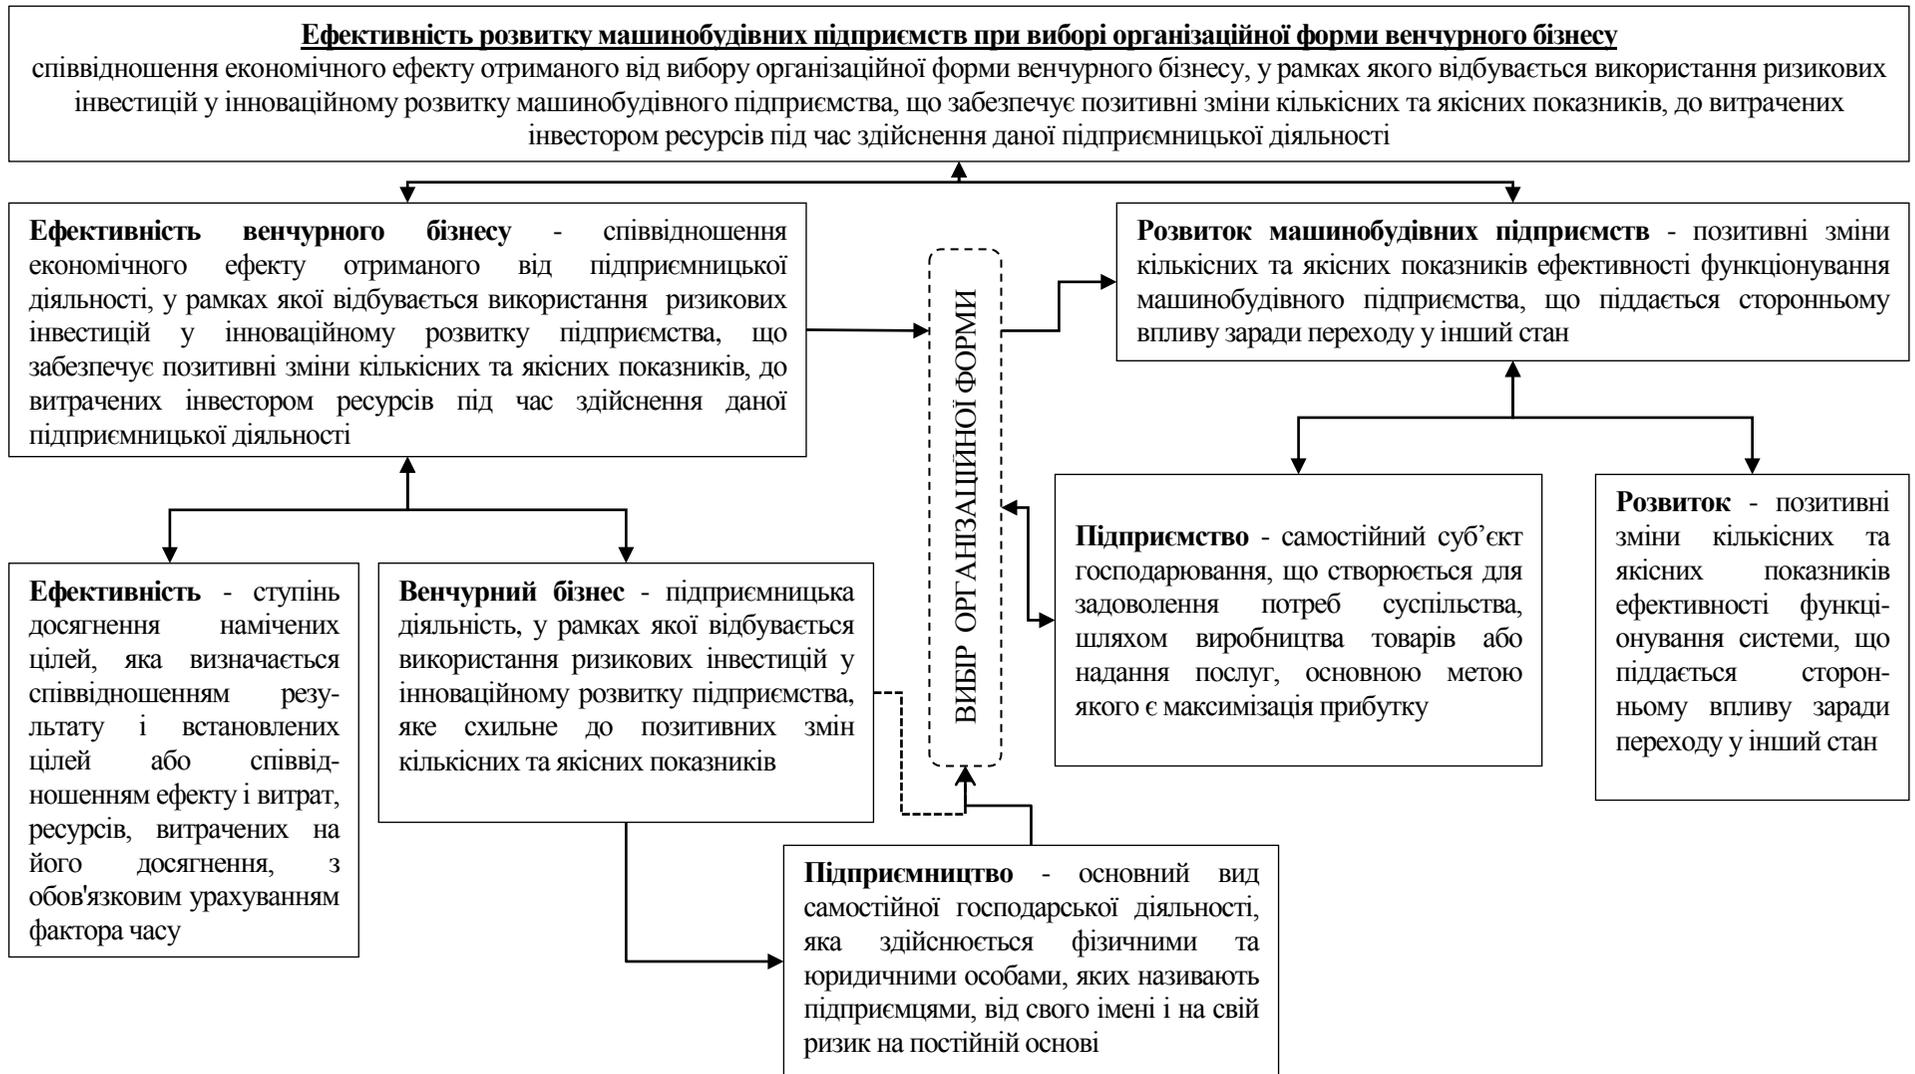 Ефективність розвитку машинобудівних підприємств при виборі організаційної форми венчурного бізнесу
співвідношення економічного ефекту отриманого від вибору організаційної форми венчурного бізнесу, у рамках якого відбувається використання ризикових
інвестицій у інноваційному розвитку машинобудівного підприємства, що забезпечує позитивні зміни кількісних та якісних показників, до витрачених
інвестором ресурсів під час здійснення даної підприємницької діяльності
Ефективність венчурного бізнесу - співвідношення
економічного ефекту отриманого від підприємницької
діяльності, у рамках якої відбувається використання ризикових
інвестицій у інноваційному розвитку підприємства, що
забезпечує позитивні зміни кількісних та якісних показників, до
витрачених інвестором ресурсів під час здійснення даної
підприємницької діяльності
ВИБІР ОРГАНІЗАЦІЙНОЇ ФОРМИ
Розвиток машинобудівних підприємств - позитивні зміни
кількісних та якісних показників ефективності функціонування
машинобудівного підприємства, що піддається сторонньому
впливу заради переходу у інший стан
Ефективність - ступінь
досягнення намічених
цілей, яка визначається
співвідношенням резу-
льтату і встановлених
цілей або співвід-
ношенням ефекту і витрат,
ресурсів, витрачених на
його досягнення, з
обов'язковим урахуванням
фактора часу
Венчурний бізнес - підприємницька
діяльність, у рамках якої відбувається
використання ризикових інвестицій у
інноваційному розвитку підприємства,
яке схильне до позитивних змін
кількісних та якісних показників
Підприємство - самостійний суб’єкт
господарювання, що створюється для
задоволення потреб суспільства,
шляхом виробництва товарів або
надання послуг, основною метою
якого є максимізація прибутку
Розвиток - позитивні
зміни кількісних та
якісних показників
ефективності функці-
онування системи, що
піддається сторон-
ньому впливу заради
переходу у інший стан
Підприємництво - основний вид
самостійної господарської діяльності,
яка здійснюється фізичними та
юридичними особами, яких називають
підприємцями, від свого імені і на свій
ризик на постійній основі